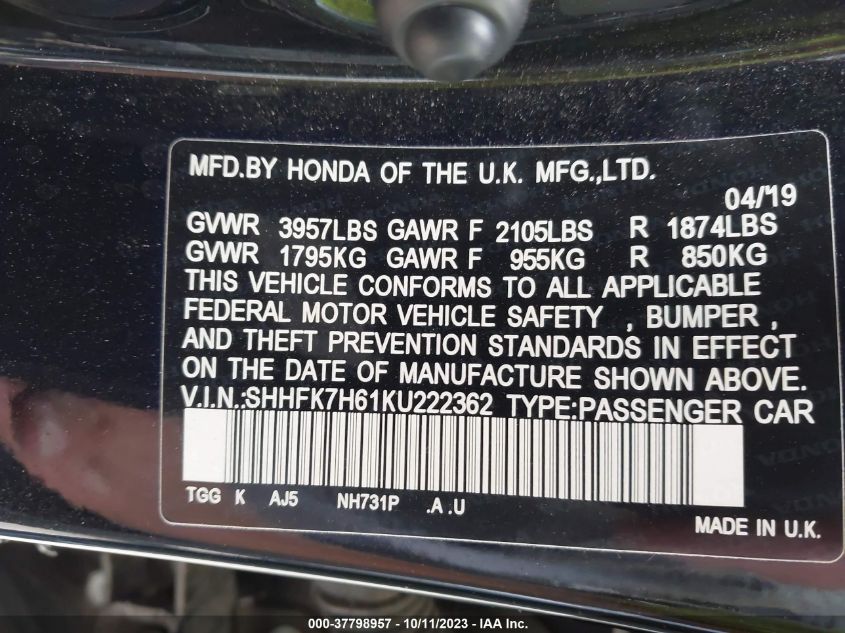 MFD.BY HONDA OF THE U.K. MFG.,LTD.
04/'19
GVWR 3957LBS GAWR F 2105LBS R 1874LBS
GVWR 1795KG GAWR F 955KG R 850KG
THIS VEHICLE CONFORMS TO ALL APPLICABLE
FEDERAL MOTOR VEHICLE SAFETY , BUMPER ,
AND THEFT PREVENTION STANDARDS IN EFFECT
ON THE DATE OF MANUFACTURE SHOWN ABOVE.
V.I.N.:SHHFK7H61KU222362 TYPE:PASSENGER CAR
TGG K AJ5 NH731P .A .U
MADE IN U.K.
000-37798957 - 10/11/2023 - IAA Inc.